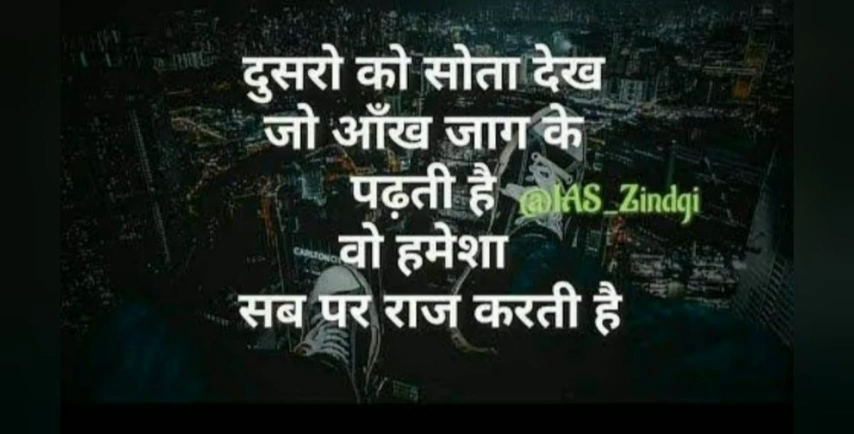 दुसरो को सोता देख
जो आँख जाग के
पढ़ती है @IAS_Zindgi
वो हमेशा
सब पर राज करती है